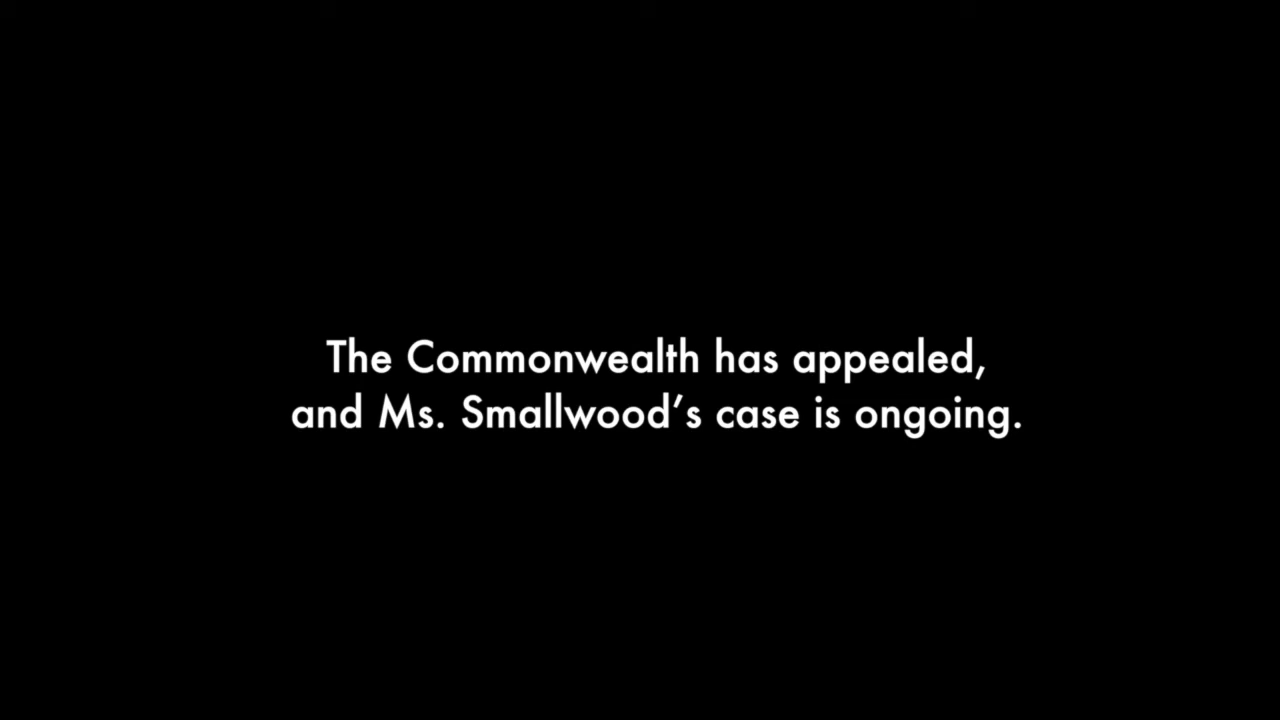 The Commonwealth has appealed,
and Ms. Smallwood’s case is ongoing.